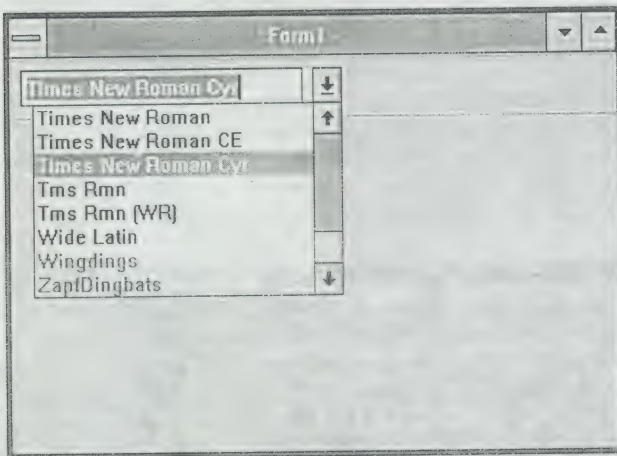 Form1
Times New Roman Cyr
Times New Roman
Times New Roman CE
Times New Roman Cyr
Tms Rmn
Tms Rmn (WR)
Wide Latin
Wingdings
ZapfDingbats